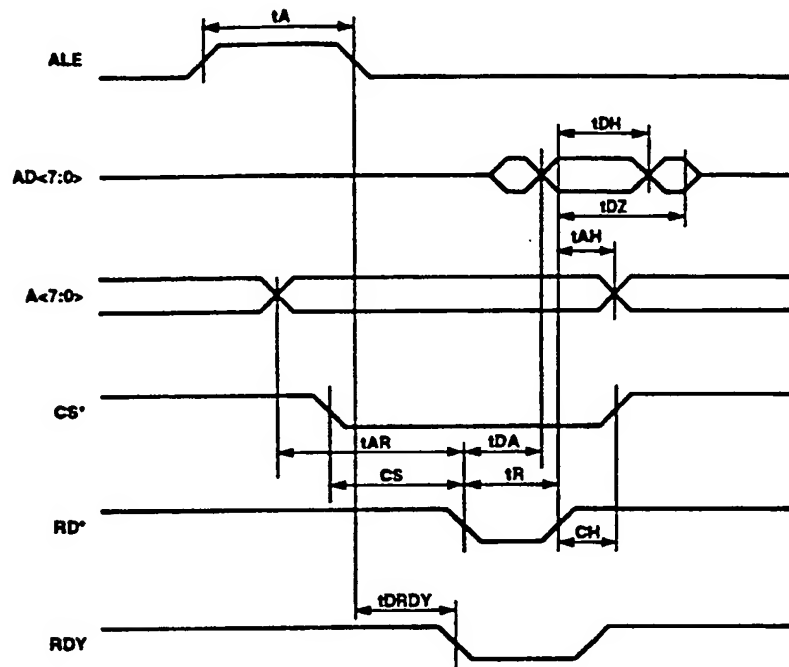 tA
ALE
tDH
AD<7:0>
tDZ
tAH
A<7:0>
CS*
tAR
tDA
CS
tR
RD*
CH
tDRDY
RDY